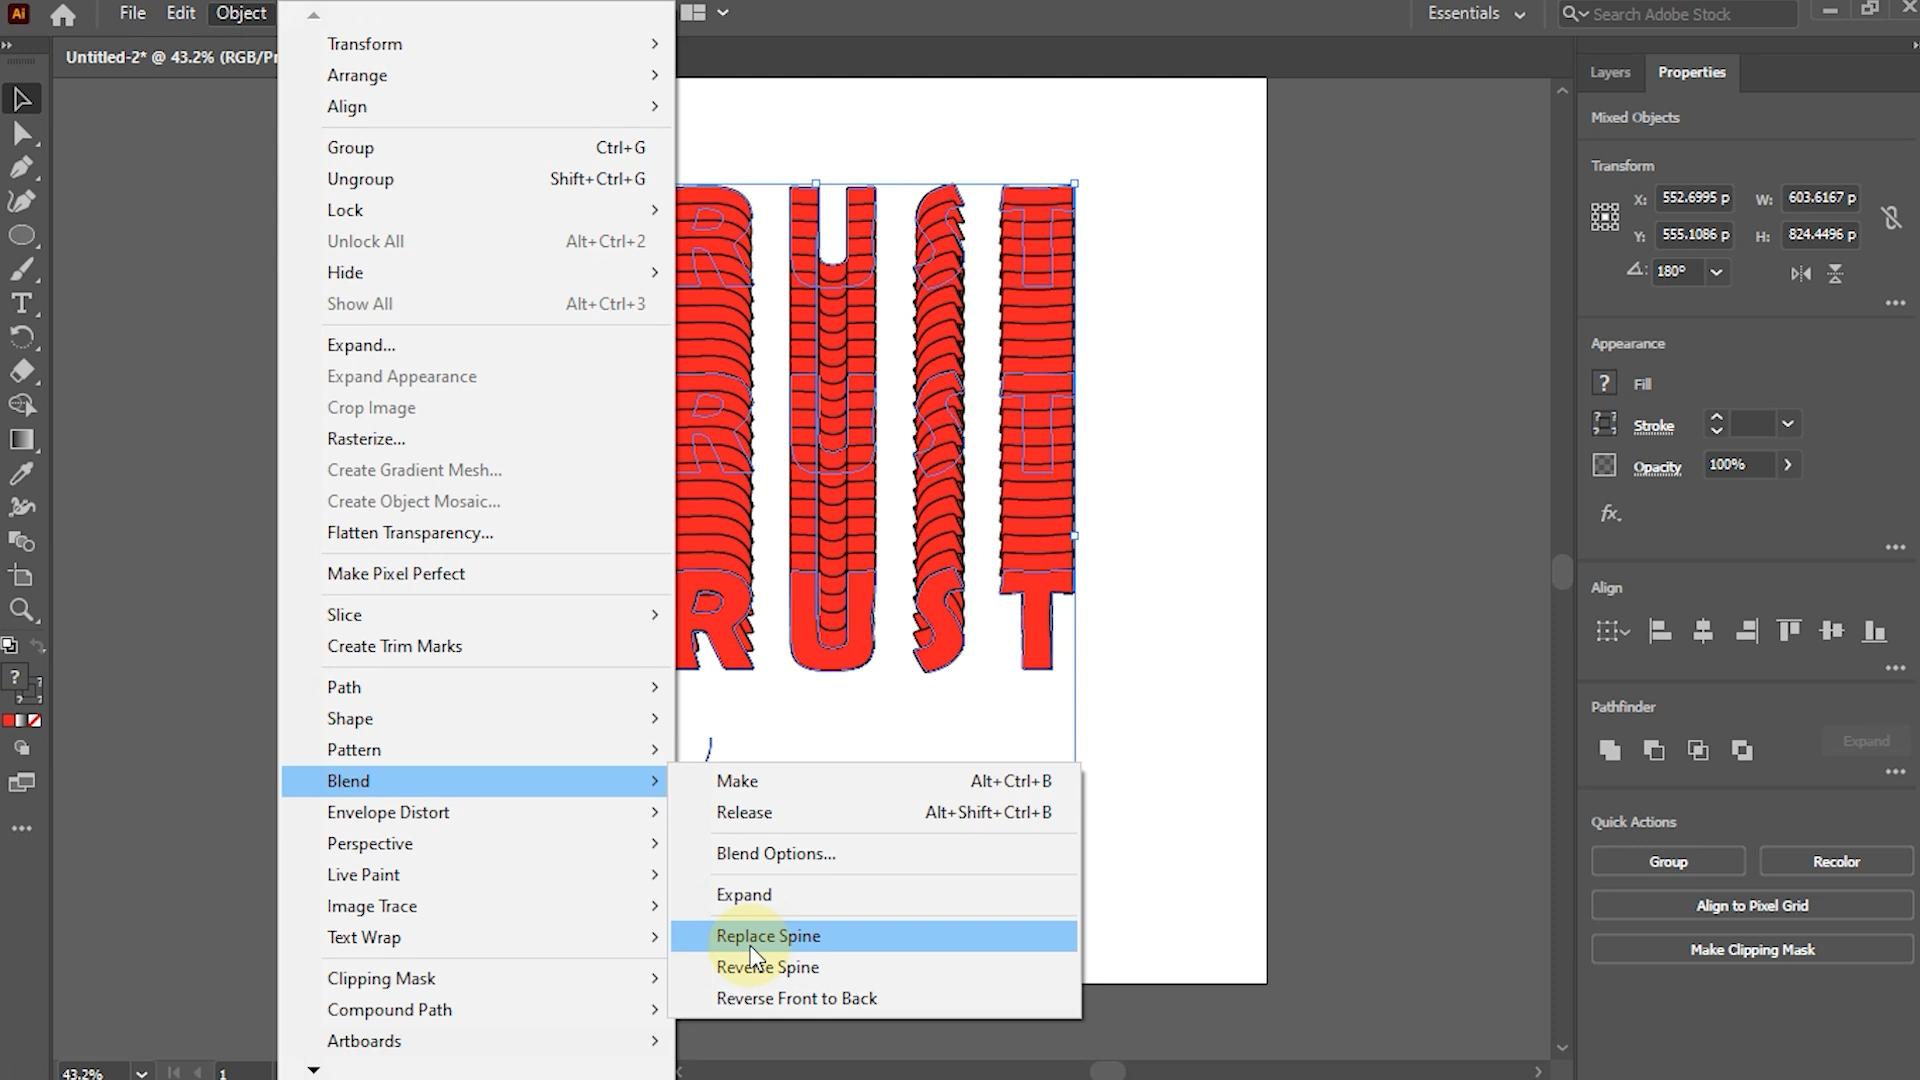 Ai File Edit Object Essentials Search Adobe Stock
Untitled-2* @ 43.2% (RGB/Pr
Transform
Arrange
Align
Group Ctrl+G
Ungroup Shift+Ctrl+G
Lock
Unlock All Alt+Ctrl+2
Hide
Show All Alt+Ctrl+3
Expand...
Expand Appearance
Crop Image
Rasterize...
Create Gradient Mesh...
Create Object Mosaic...
Flatten Transparency...
Make Pixel Perfect
Slice
Create Trim Marks
Path
Shape
Pattern
Blend
Envelope Distort
Perspective
Live Paint
Image Trace
Text Wrap
Clipping Mask
Compound Path
Artboards
Make Alt+Ctrl+B
Release Alt+Shift+Ctrl+B
Blend Options...
Expand
Replace Spine
Reverse Spine
Reverse Front to Back
RUST
Layers Properties
Mixed Objects
Transform
X: 552.6995 p W: 603.6167 p
Y: 555.1086 p H: 824.4496 p
180°
Appearance
? Fill
Stroke
Opacity 100%
fx.
Align
Pathfinder
Expand
Quick Actions
Group Recolor
Align to Pixel Grid
Make Clipping Mask
43.2% 1